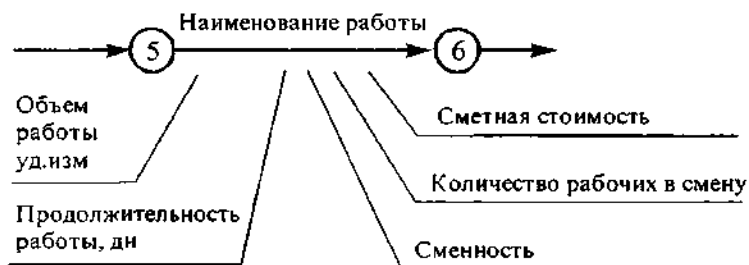 Наименование работы
5
6
Объем
работы
уд.изм
Сметная стоимость
Количество рабочих в смену
Продолжительность
работы, дн
Сменность